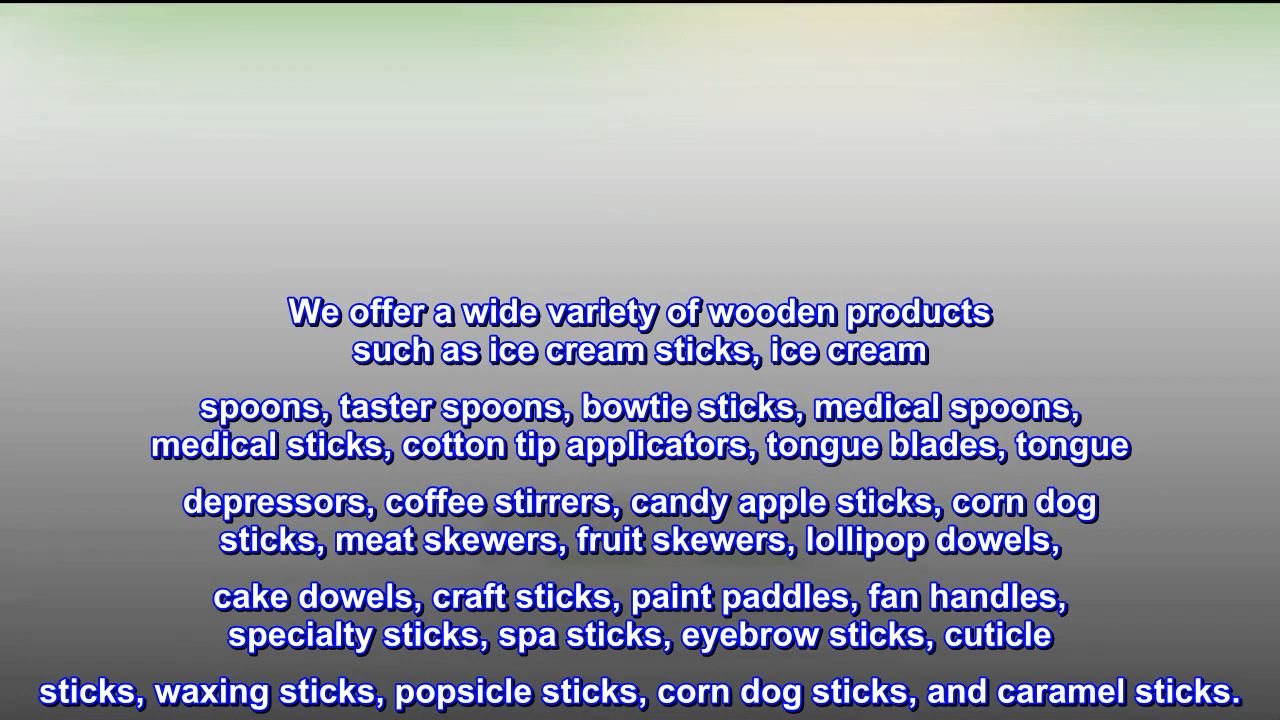 We offer a wide variety of wooden products
such as ice cream sticks, ice cream
spoons, taster spoons, bowtie sticks, medical spoons,
medical sticks, cotton tip applicators, tongue blades, tongue
depressors, coffee stirrers, candy apple sticks, corn dog
sticks, meat skewers, fruit skewers, lollipop dowels,
cake dowels, craft sticks, paint paddles, fan handles,
specialty sticks, spa sticks, eyebrow sticks, cuticle
sticks, waxing sticks, popsicle sticks, corn dog sticks, and caramel sticks.